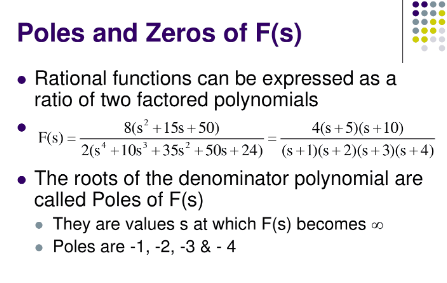 Poles and Zeros of F(s)
• Rational functions can be expressed as a
ratio of two factored polynomials
• F(s) = 8(s² +15s + 50) / 2(s⁴ +10s³ +35s² +50s + 24) = 4(s +5)(s +10) / (s +1)(s + 2)(s +3)(s + 4)
• The roots of the denominator polynomial are
called Poles of F(s)
• They are values s at which F(s) becomes ∞
• Poles are -1, -2, -3 & - 4